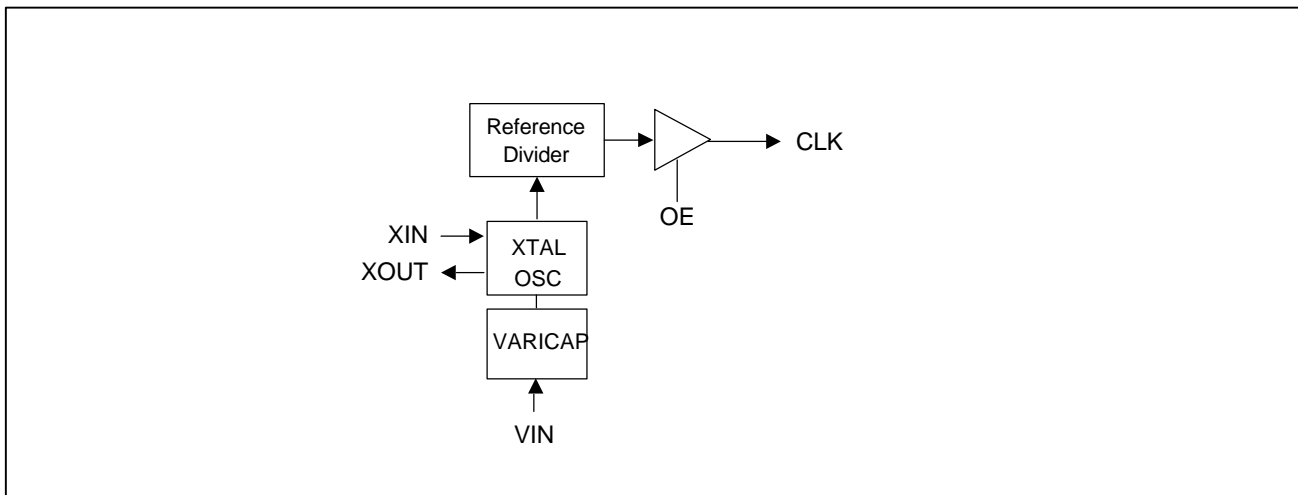 Reference
Divider
CLK
OE
XIN
XTAL
XOUT
OSC
VARICAP
VIN